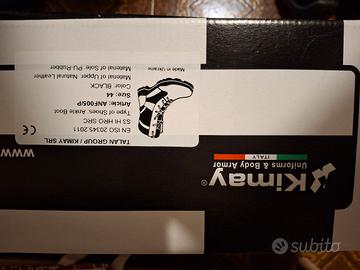 TALAN GROUP / KIMAY SRL
EN ISO 20345:2011
S3 HI HRO SRC
Type of Shoes: Ankle Boot
Article: ANF005/P
Size: 44
Color: BLACK
Material of Upper: Natural Leather
Material of Sole: PU-Rubber
Made in Ukraine
CE
www.
Kimay®
ITALY
Uniforms & Body Armor
subito